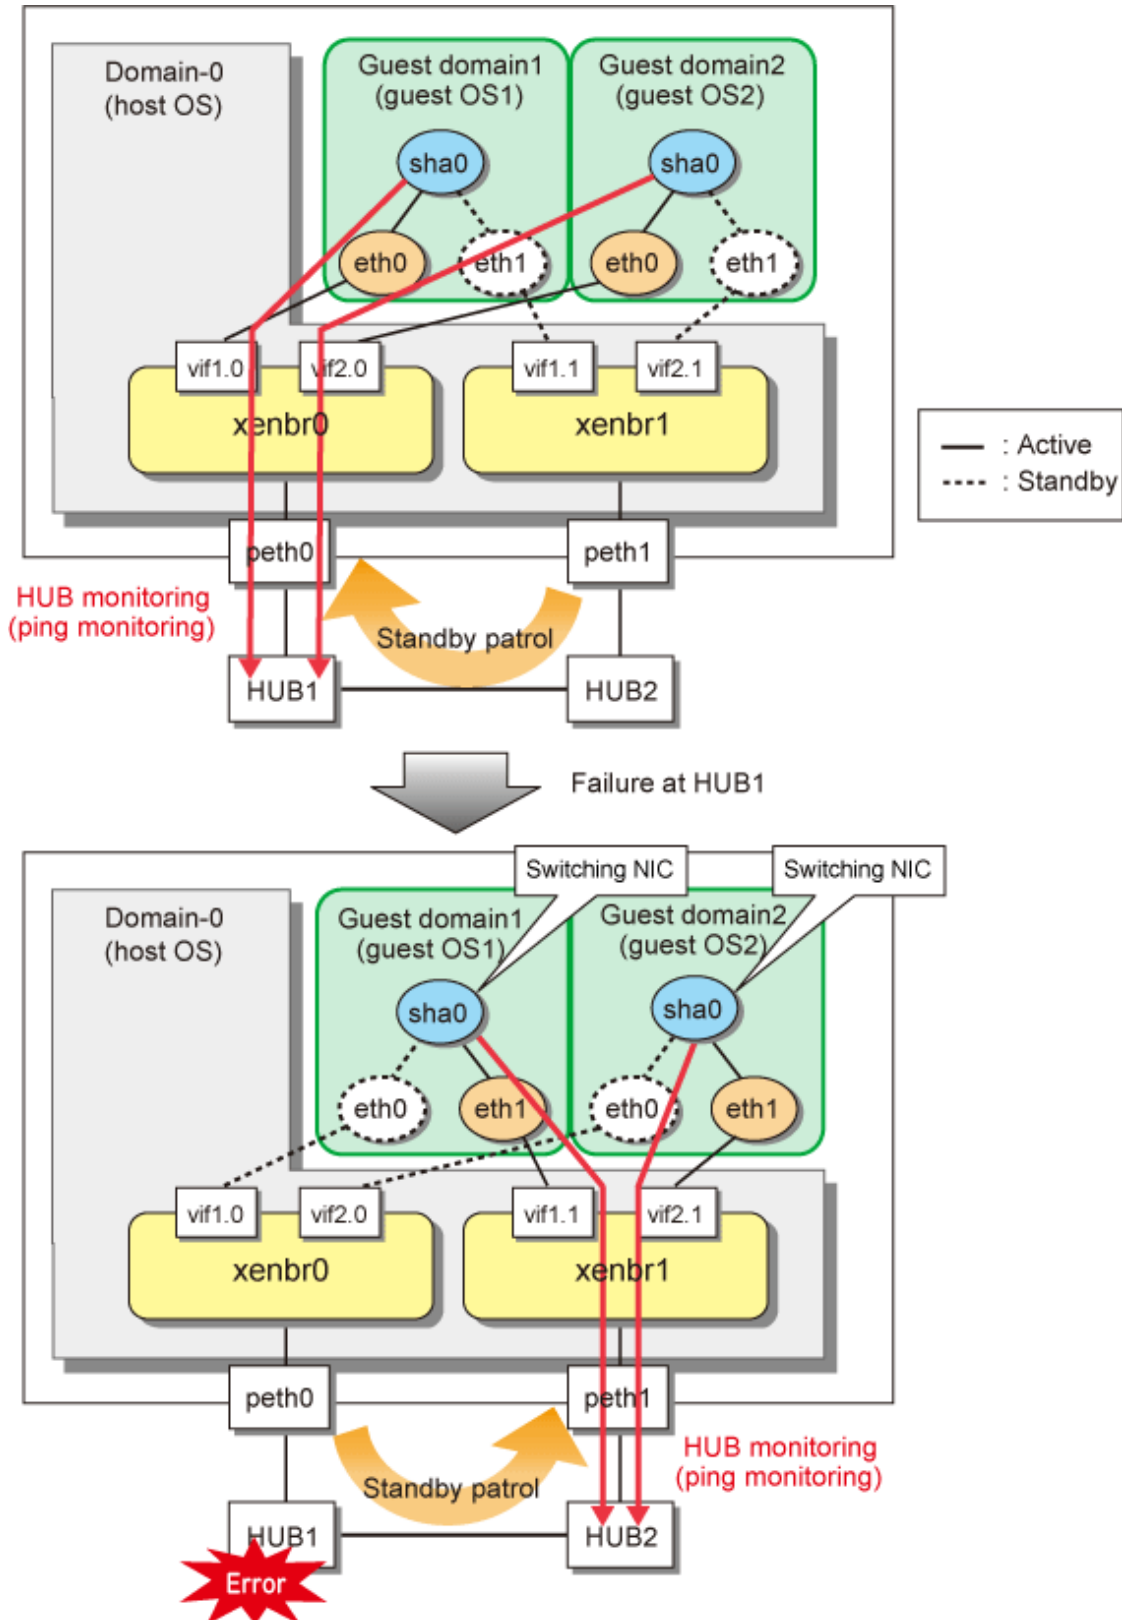 Domain-0
(host OS)
Guest domain1
(guest OS1)
Guest domain2
(guest OS2)
sha0
sha0
eth0
eth1
eth0
eth1
vif1.0
vif2.0
vif1.1
vif2.1
xenbr0
xenbr1
: Active
: Standby
peth0
peth1
HUB monitoring
(ping monitoring)
Standby patrol
HUB1
HUB2
Failure at HUB1
Switching NIC
Switching NIC
Domain-0
(host OS)
Guest domain1
(guest OS1)
Guest domain2
(guest OS2)
sha0
sha0
eth0
eth1
eth0
eth1
vif1.0
vif2.0
vif1.1
vif2.1
xenbr0
xenbr1
peth0
peth1
HUB monitoring
(ping monitoring)
Standby patrol
HUB1
HUB2
Error